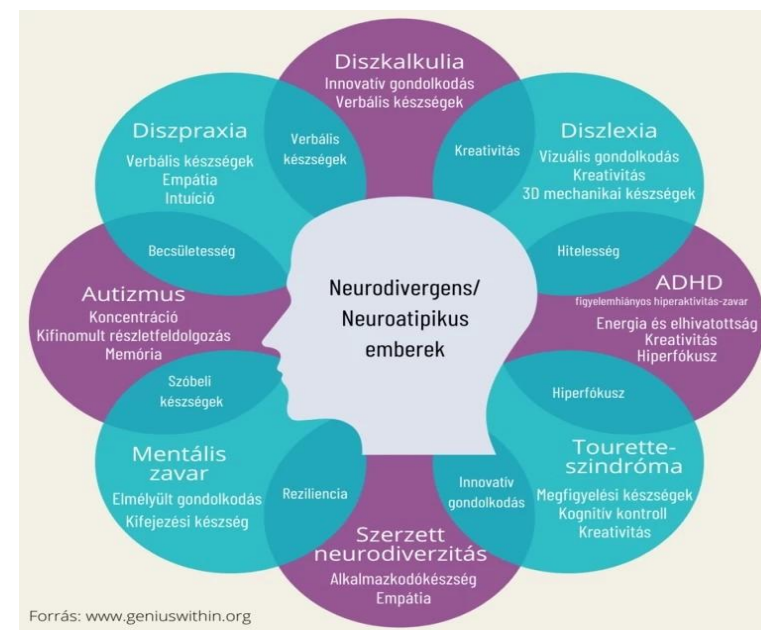 Diszkalkulia
Innovatív gondolkodás
Verbális készségek
Diszpraxia
Verbális készségek
Empátia
Intuíció
Verbális
készségek
Kreativitás
Diszlexia
Vizuális gondolkodás
Kreativitás
3D mechanikai készségek
Becsületesség
Hitelesség
Autizmus
Koncentráció
Kifinomult részletfeldolgozás
Memória
Neurodivergens/
Neuroatipikus
emberek
ADHD
figyelemhiányos hiperaktivitás-zavar
Energia és elhivatottság
Kreativitás
Hiperfókusz
Szóbeli
készségek
Hiperfókusz
Mentális
zavar
Elmélyült gondolkodás
Kifejezési készség
Reziliencia
Innovatív
gondolkodás
Tourette-
szindróma
Megfigyelési készségek
Kognitív kontroll
Kreativitás
Szerzett
neurodiverzitás
Alkalmazkodókészség
Empátia
Forrás: www.geniuswithin.org